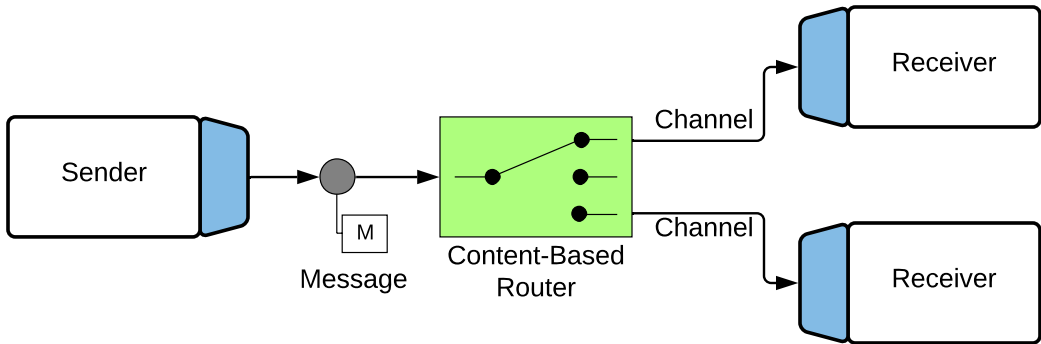 Sender
M
Message
Content-Based
Router
Channel
Channel
Receiver
Receiver